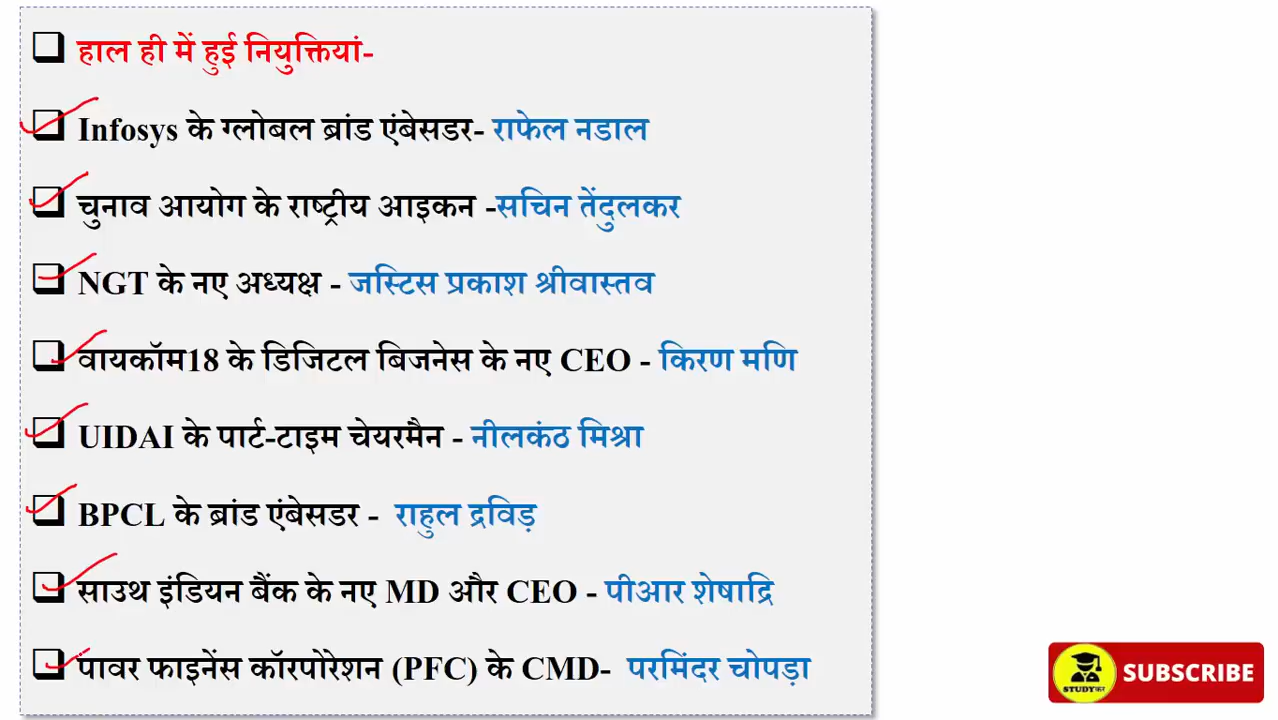 हाल ही में हुई नियुक्तियां-
Infosys के ग्लोबल ब्रांड एंबेसडर- राफेल नडाल
चुनाव आयोग के राष्ट्रीय आइकन -सचिन तेंदुलकर
NGT के नए अध्यक्ष - जस्टिस प्रकाश श्रीवास्तव
वायकॉम18 के डिजिटल बिजनेस के नए CEO - किरण मणि
UIDAI के पार्ट-टाइम चेयरमैन - नीलकंठ मिश्रा
BPCL के ब्रांड एंबेसडर - राहुल द्रविड़
साउथ इंडियन बैंक के नए MD और CEO - पीआर शेषाद्रि
पावर फाइनेंस कॉरपोरेशन (PFC) के CMD- परमिंदर चोपड़ा
STUDYकर SUBSCRIBE